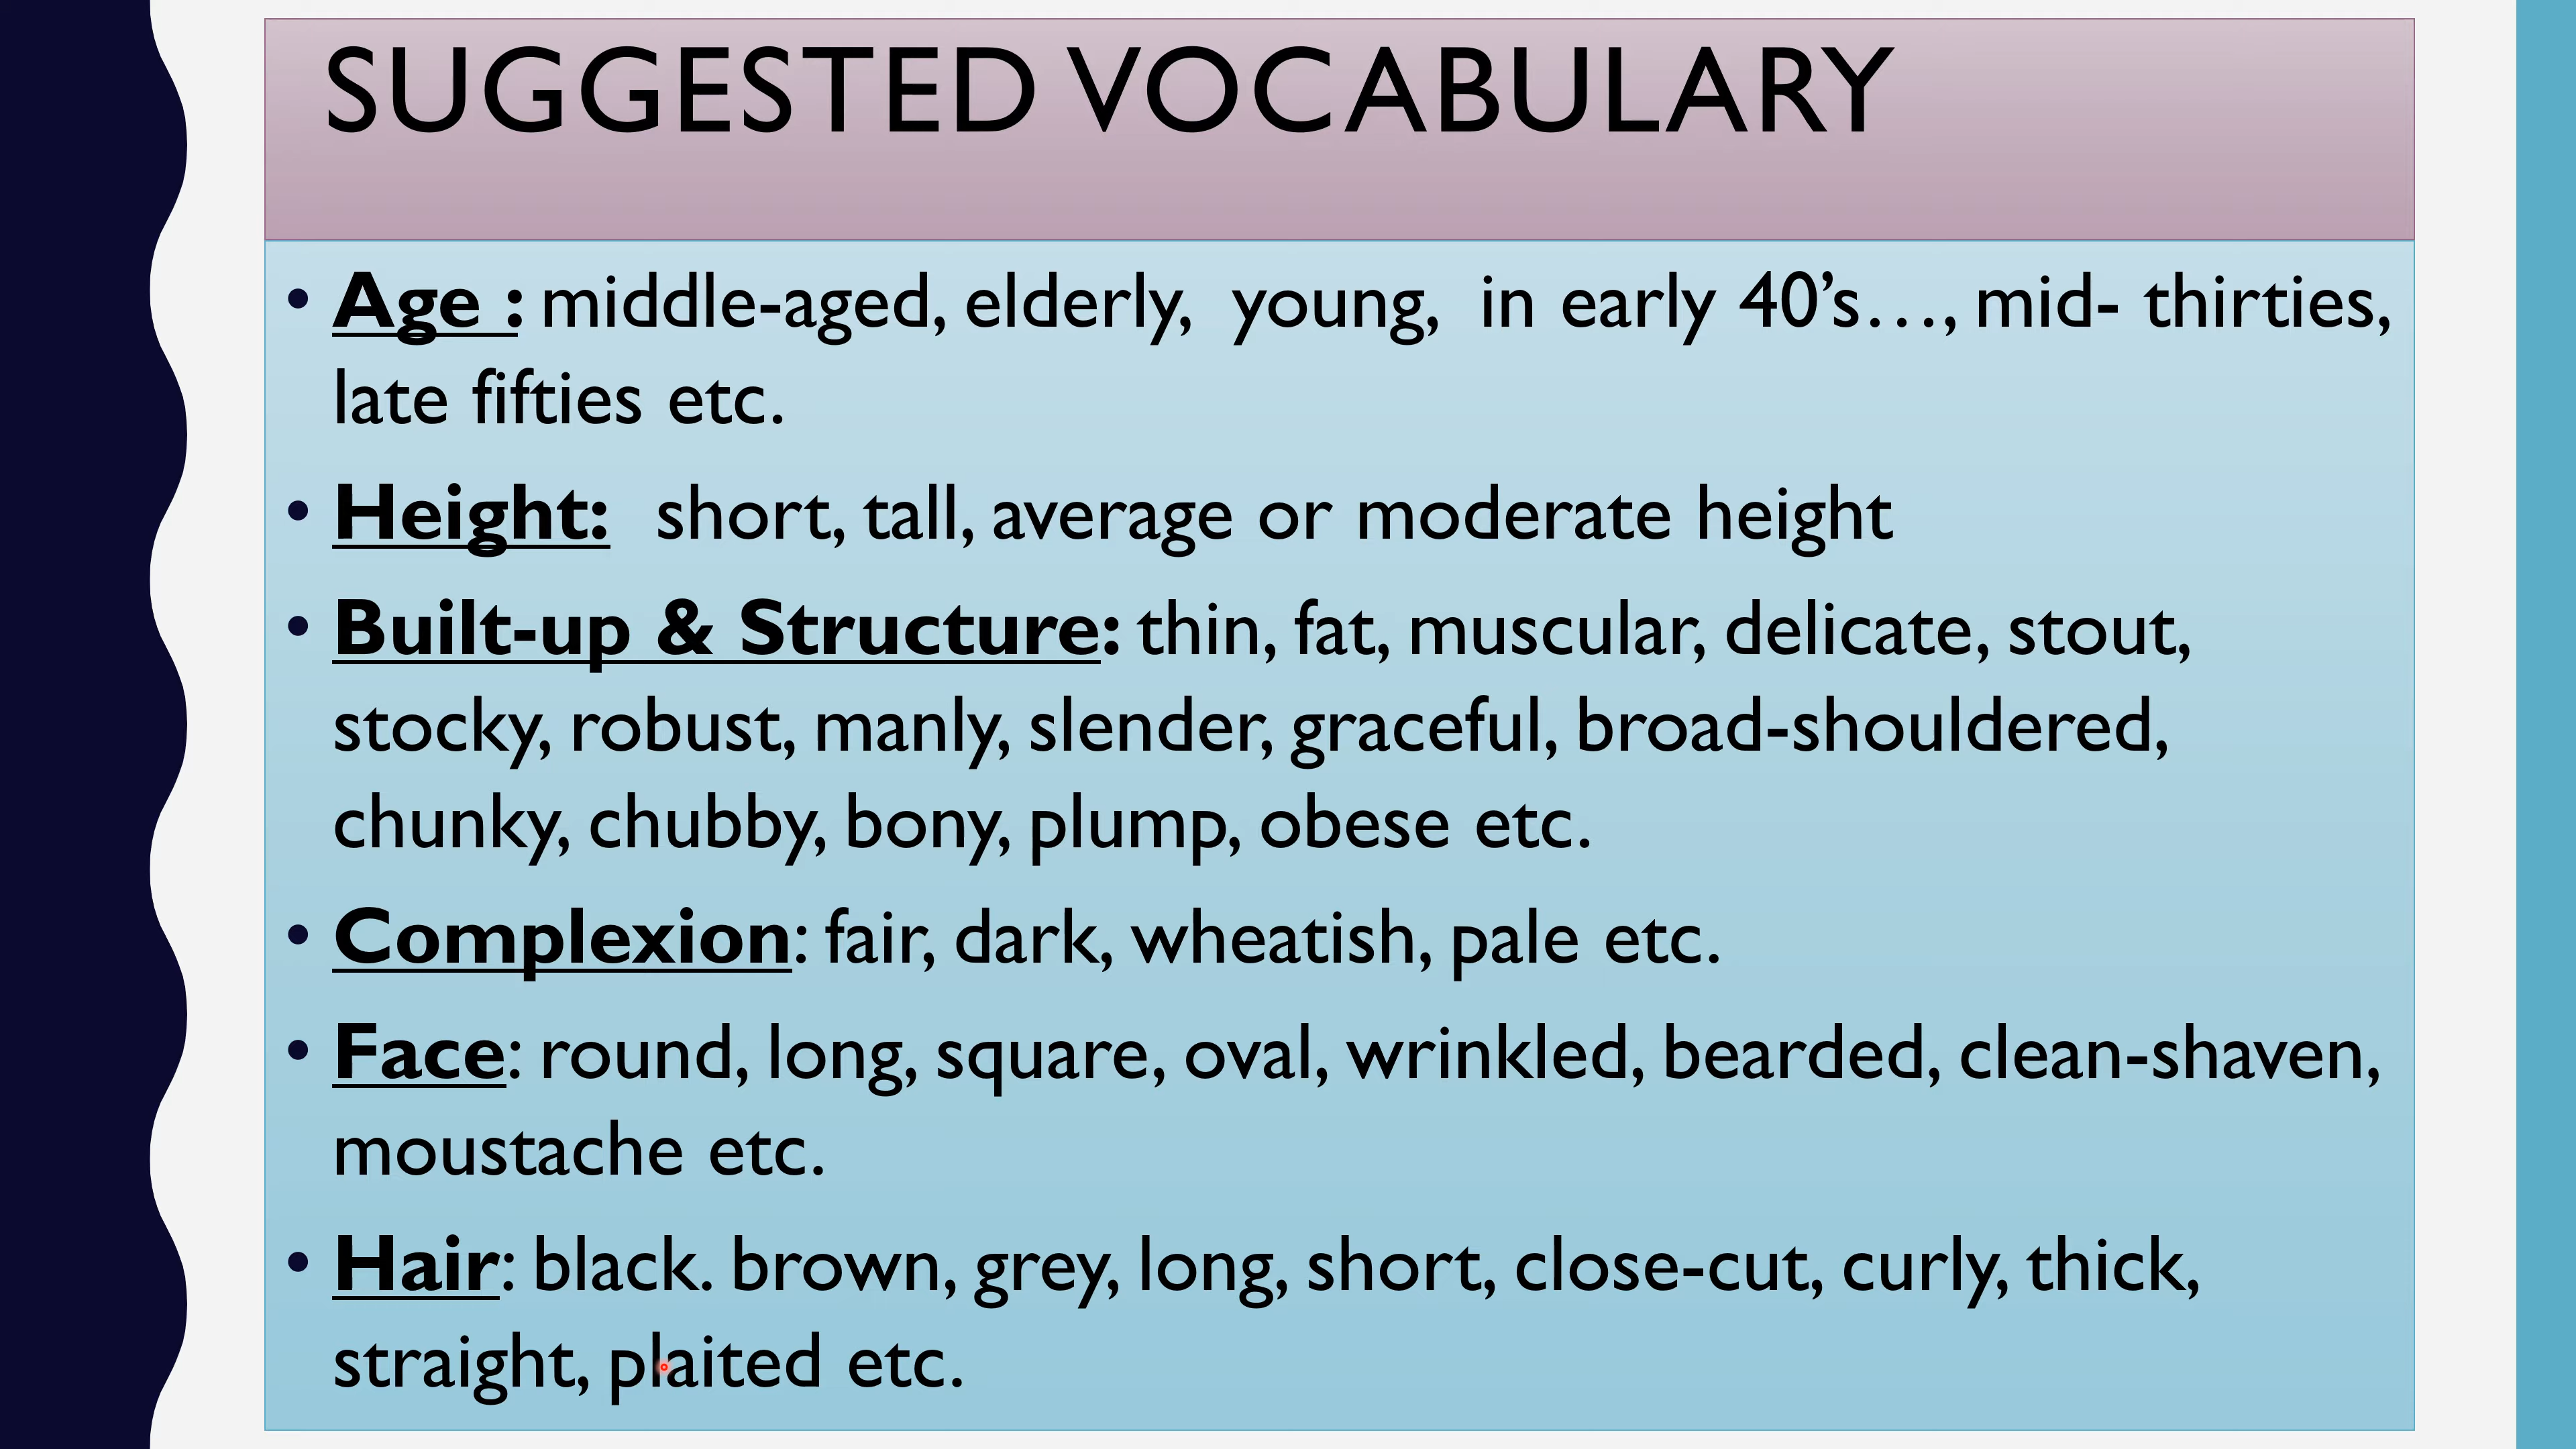 SUGGESTED VOCABULARY
• Age : middle-aged, elderly, young, in early 40’s…, mid- thirties,
late fifties etc.
• Height: short, tall, average or moderate height
• Built-up & Structure: thin, fat, muscular, delicate, stout,
stocky, robust, manly, slender, graceful, broad-shouldered,
chunky, chubby, bony, plump, obese etc.
• Complexion: fair, dark, wheatish, pale etc.
• Face: round, long, square, oval, wrinkled, bearded, clean-shaven,
moustache etc.
• Hair: black. brown, grey, long, short, close-cut, curly, thick,
straight, plaited etc.